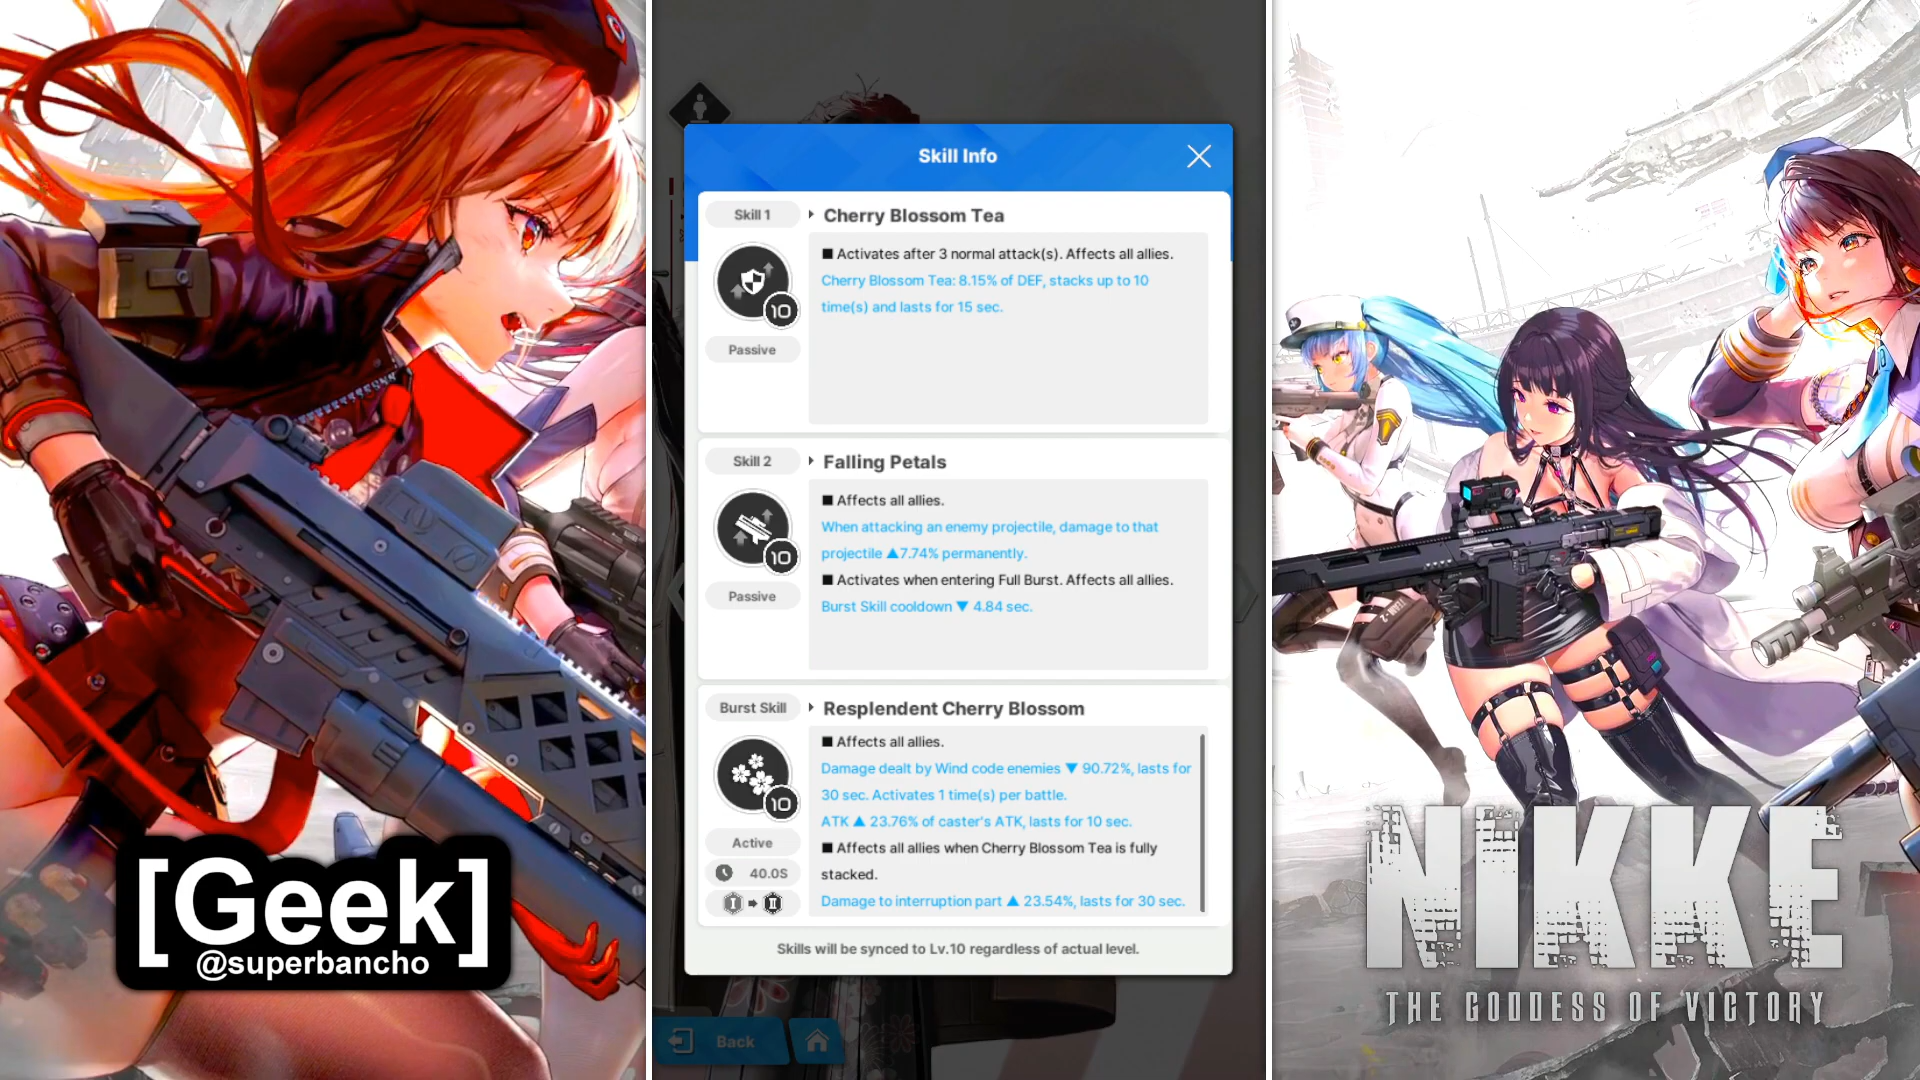 Skill Info
Skill 1
Cherry Blossom Tea
■ Activates after 3 normal attack(s). Affects all allies.
Cherry Blossom Tea: 8.15% of DEF, stacks up to 10
time(s) and lasts for 15 sec.
10
Passive
Skill 2
Falling Petals
■ Affects all allies.
When attacking an enemy projectile, damage to that
projectile ▲7.74% permanently.
■ Activates when entering Full Burst. Affects all allies.
Burst Skill cooldown ▼ 4.84 sec.
10
Passive
Burst Skill
Resplendent Cherry Blossom
■ Affects all allies.
Damage dealt by Wind code enemies ▼ 90.72%, lasts for
30 sec. Activates 1 time(s) per battle.
ATK ▲ 23.76% of caster's ATK, lasts for 10 sec.
■ Affects all allies when Cherry Blossom Tea is fully
stacked.
Damage to interruption part ▲ 23.54%, lasts for 30 sec.
10
Active
40.0S
I II
Skills will be synced to Lv.10 regardless of actual level.
Back
[Geek]
@superbancho
NIKKE
THE GODDESS OF VICTORY